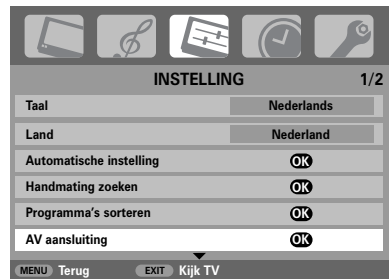 INSTELLING 1/2
Taal Nederlands
Land Nederland
Automatische instelling OK
Handmating zoeken OK
Programma's sorteren OK
AV aansluiting OK
MENU Terug EXIT Kijk TV